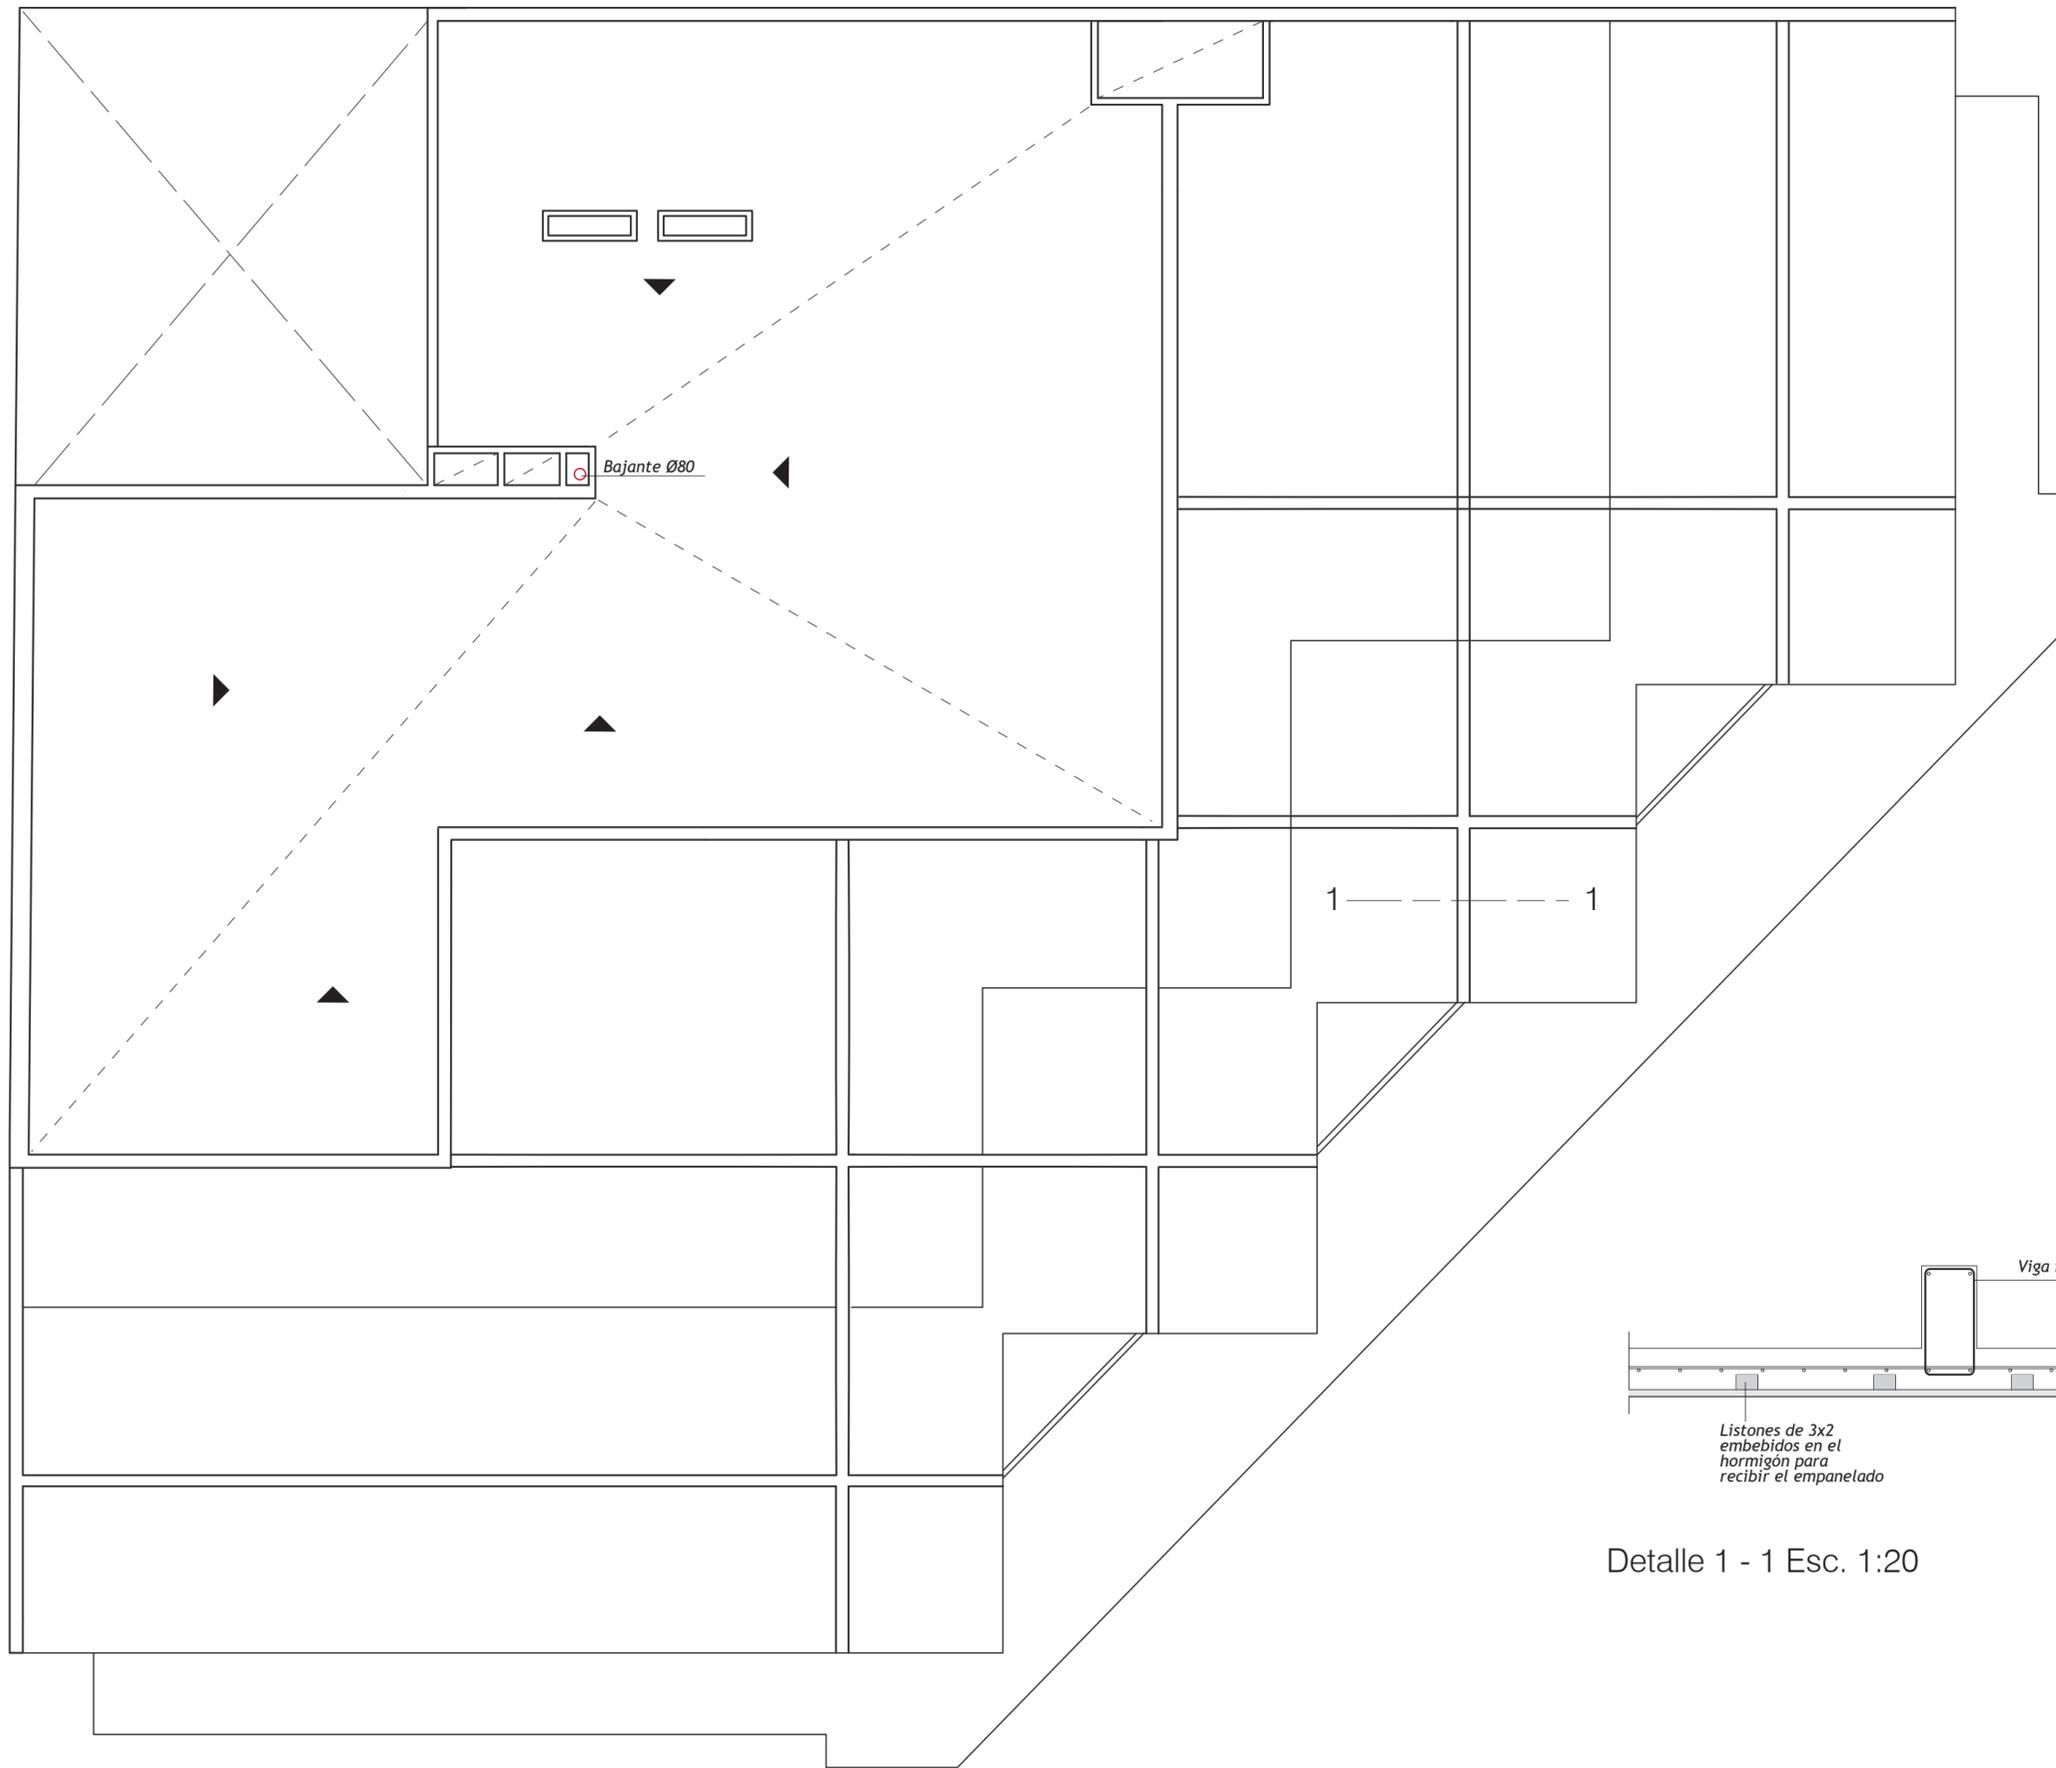 Bajante Ø80
1 1
Viga
Listones de 3x2
embebidos en el
hormigón para
recibir el empanelado
Detalle 1 - 1 Esc. 1:20